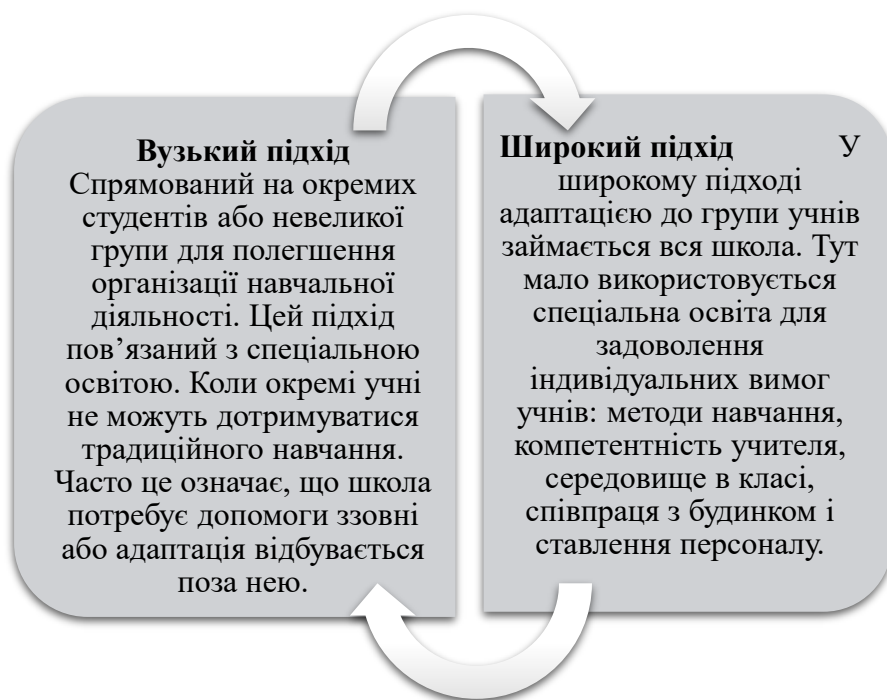 Вузький підхід
Спрямований на окремих
студентів або невеликої
групи для полегшення
організації навчальної
діяльності. Цей підхід
пов’язаний з спеціальною
освітою. Коли окремі учні
не можуть дотримуватися
традиційного навчання.
Часто це означає, що школа
потребує допомоги ззовні
або адаптація відбувається
поза нею.
Широкий підхід У
широкому підході
адаптацією до групи учнів
займається вся школа. Тут
мало використовується
спеціальна освіта для
задоволення
індивідуальних вимог
учнів: методи навчання,
компетентність учителя,
середовище в класі,
співпраця з будинком і
ставлення персоналу.